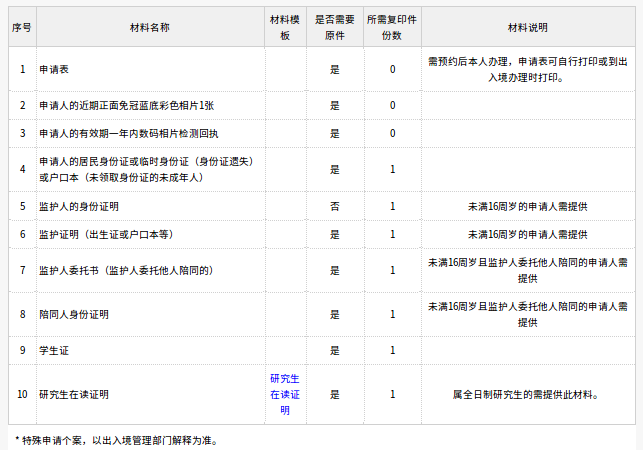 序号 材料名称 材料模板 是否需要原件 所需复印件份数 材料说明
1 申请表 是 0 需预约后本人办理，申请表可自行打印或到出入境办理时打印。
2 申请人的近期正面免冠蓝底彩色相片1张 是 0
3 申请人的有效期一年内数码相片检测回执 是 0
4 申请人的居民身份证或临时身份证（身份证遗失）或户口本（未领取身份证的未成年人） 是 1
5 监护人的身份证明 否 1 未满16周岁的申请人需提供
6 监护证明（出生证或户口本等） 是 1 未满16周岁的申请人需提供
7 监护人委托书（监护人委托他人陪同的） 是 1 未满16周岁且监护人委托他人陪同的申请人需提供
8 陪同人身份证明 是 1 未满16周岁且监护人委托他人陪同的申请人需提供
9 学生证 是 1
10 研究生在读证明 研究生在读证明 是 1 属全日制研究生的需提供此材料。
* 特殊申请个案，以出入境管理部门解释为准。